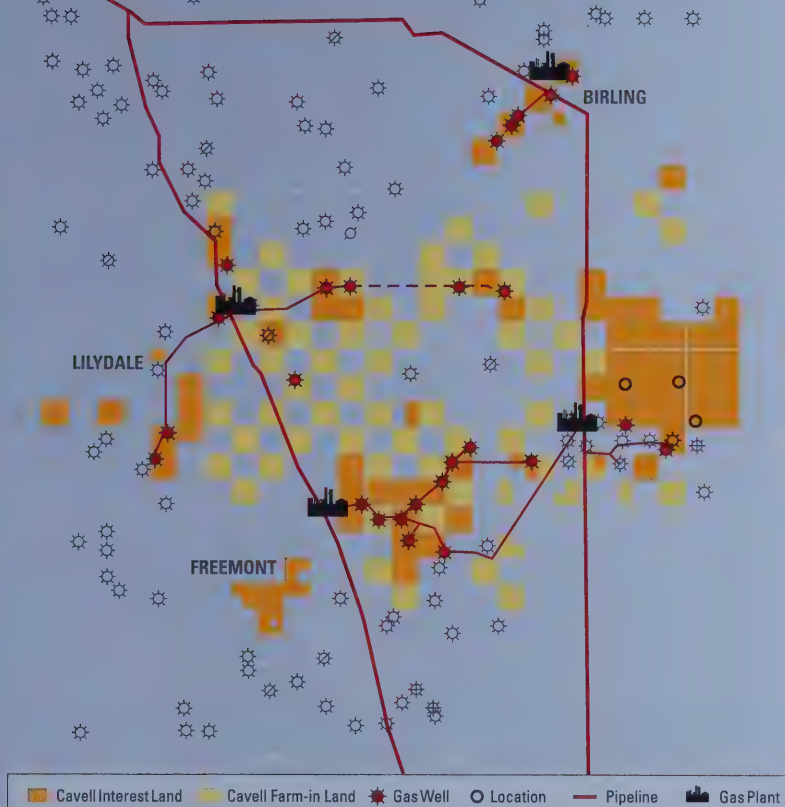 BIRLING
LILYDALE
FREEMONT
Cavell Interest Land Cavell Farm-in Land Gas Well Location Pipeline Gas Plant